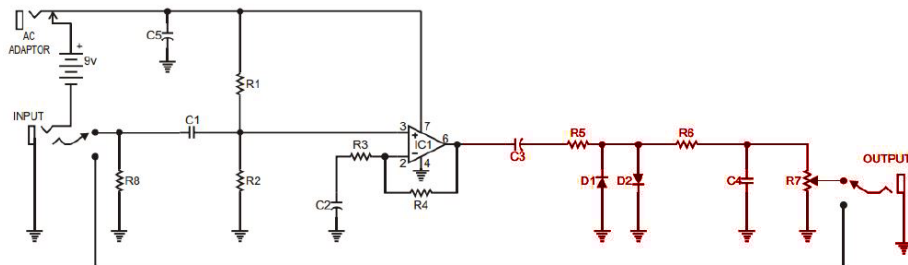 AC
ADAPTOR
+
9v
C5
R1
INPUT
C1
R8
R2
3
7
+
IC1
6
−
2
4
R3
R4
C2
C3
R5
D1
D2
R6
C4
R7
OUTPUT